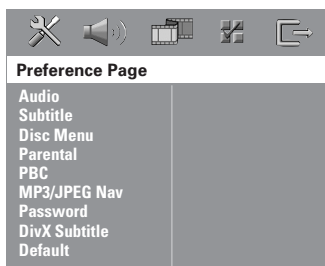 Preference Page
Audio
Subtitle
Disc Menu
Parental
PBC
MP3/JPEG Nav
Password
DivX Subtitle
Default